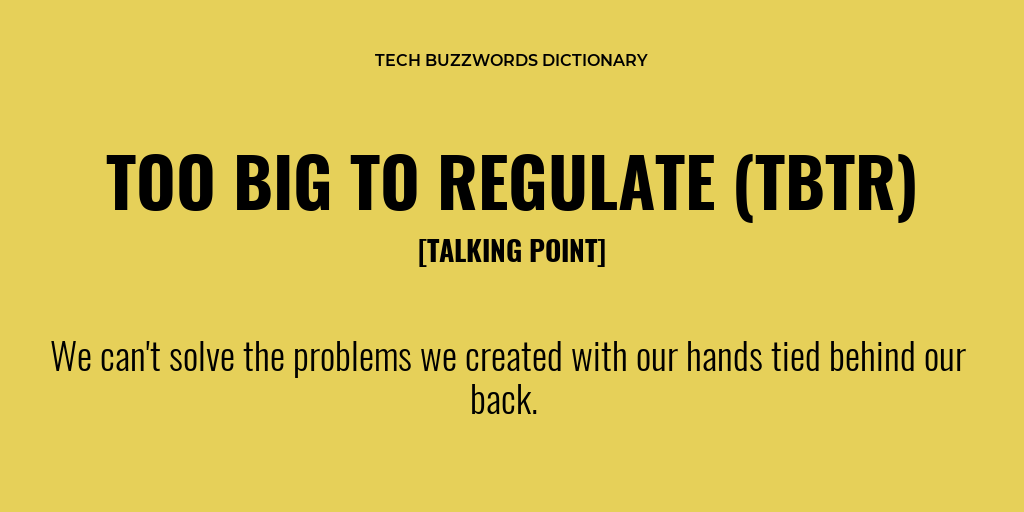 TECH BUZZWORDS DICTIONARY
TOO BIG TO REGULATE (TBTR)
[TALKING POINT]
We can't solve the problems we created with our hands tied behind our
back.